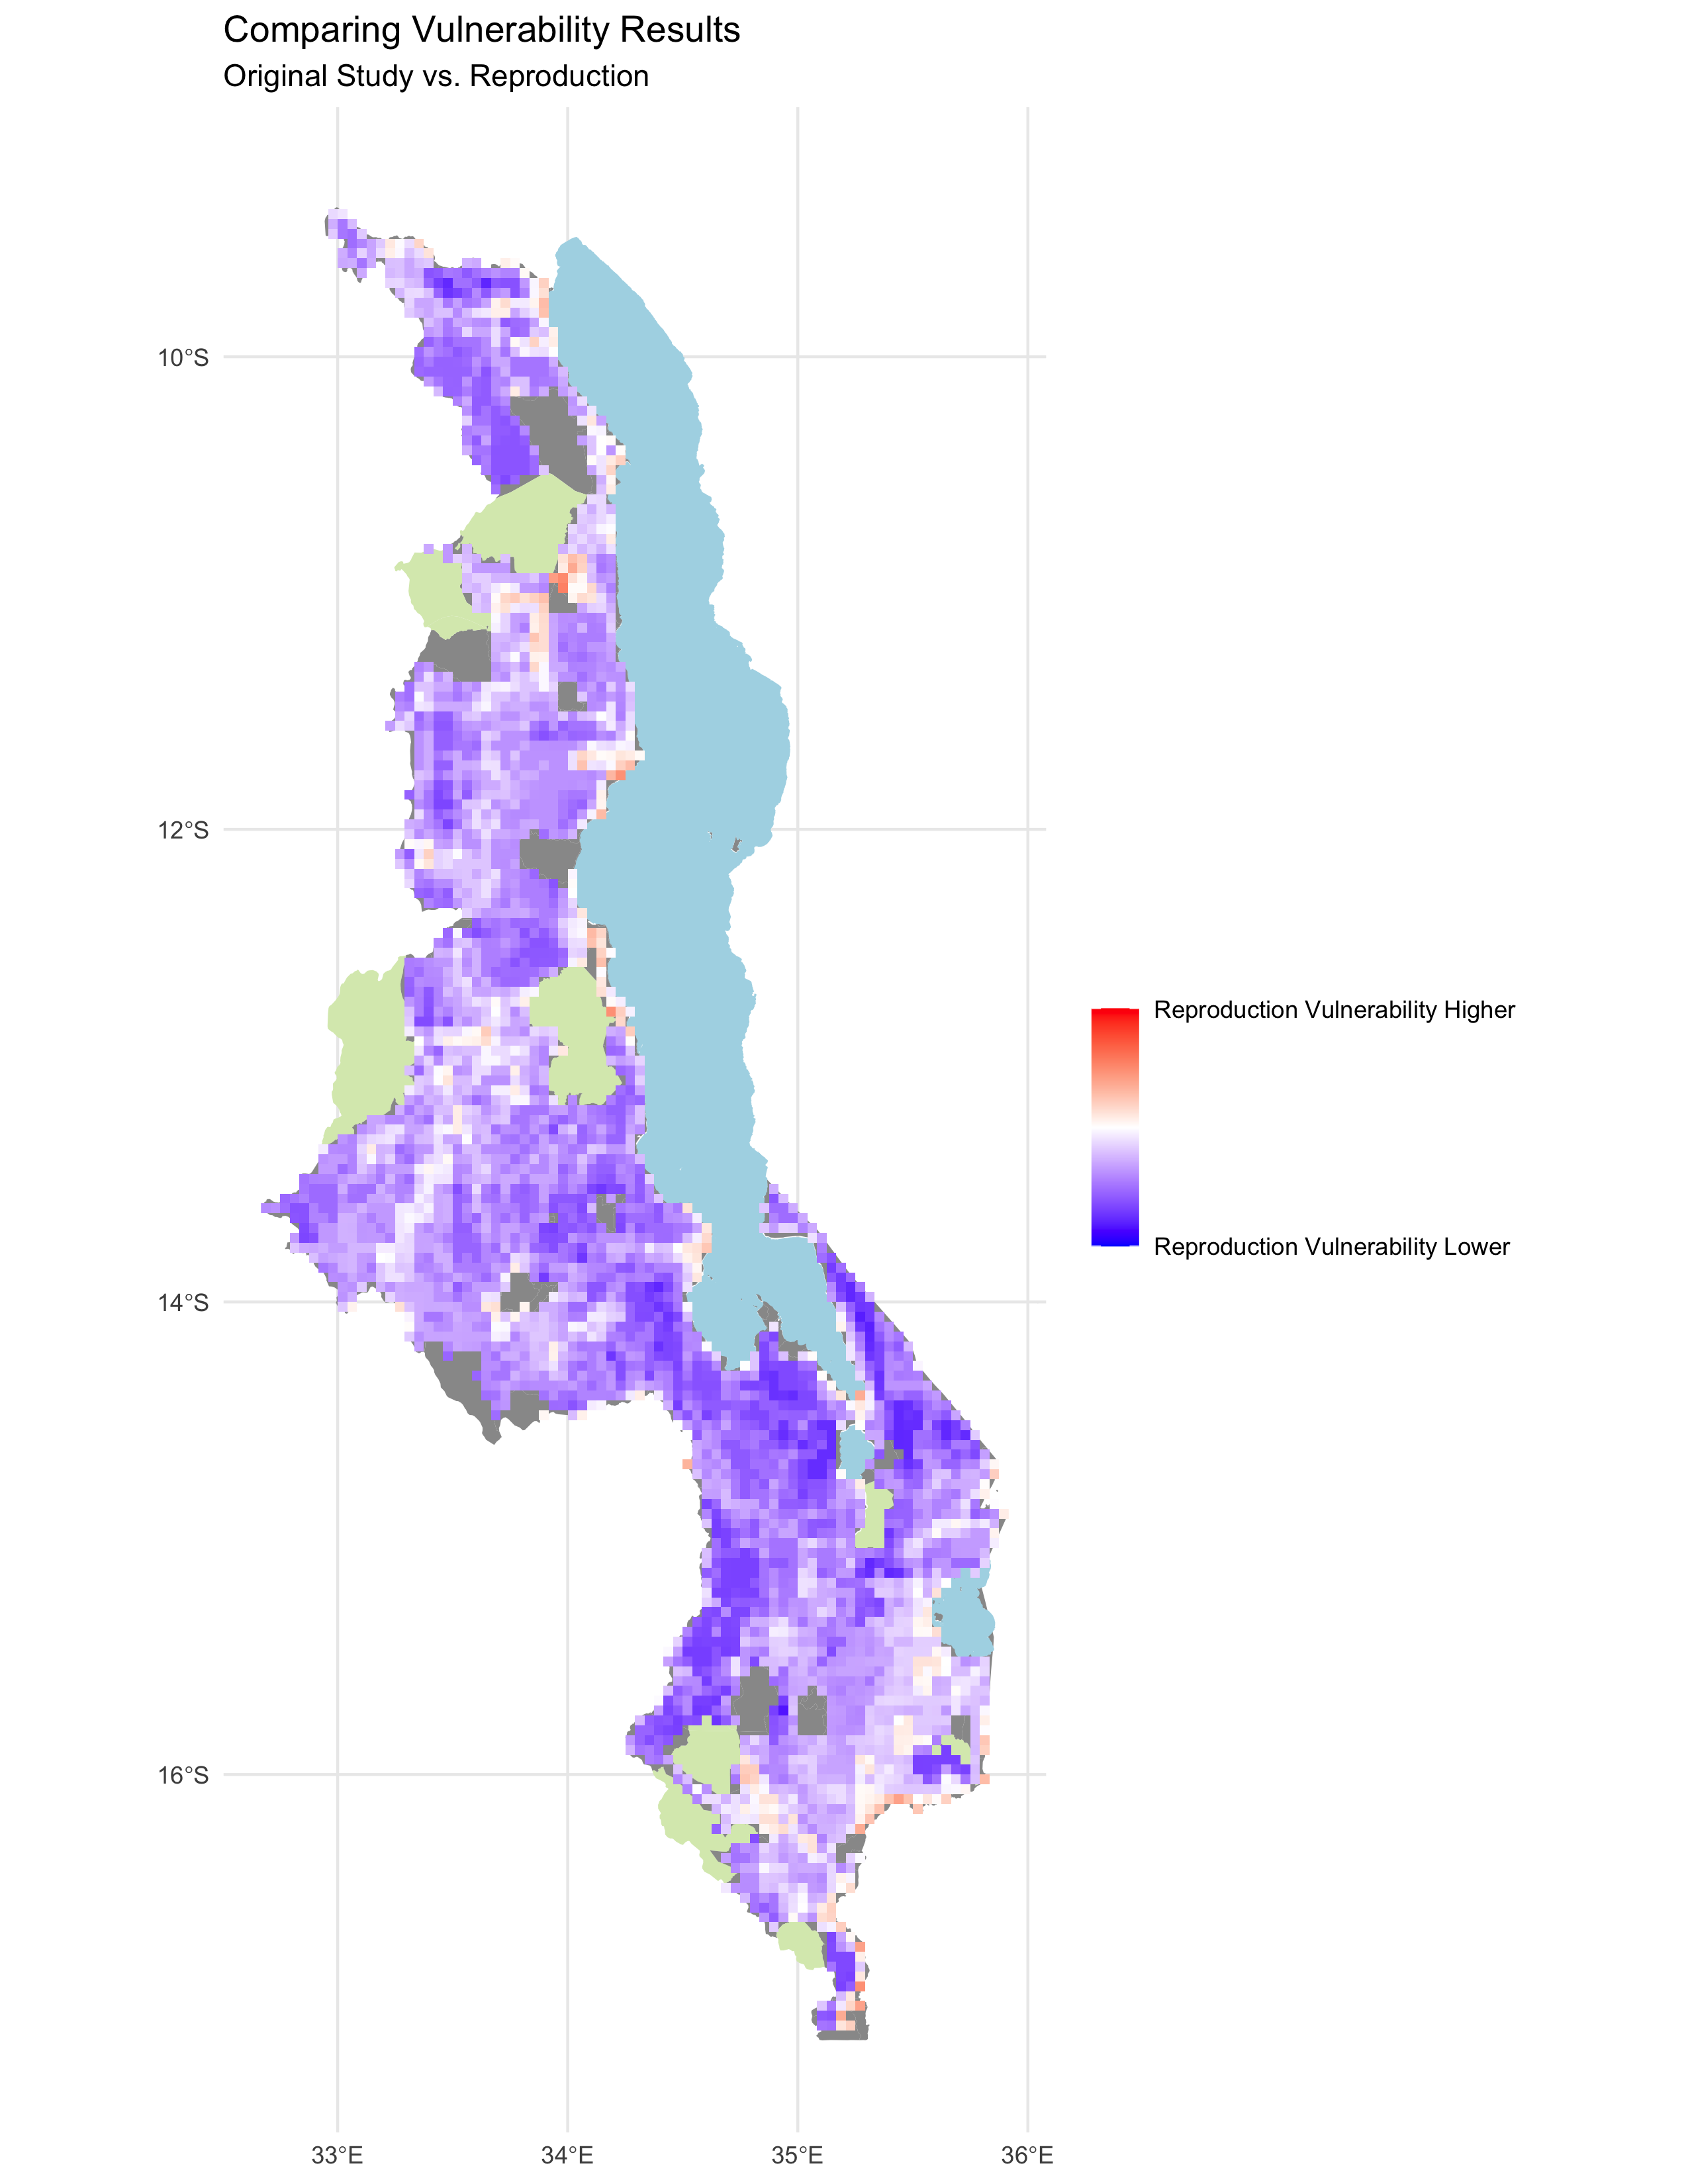 Comparing Vulnerability Results
Original Study vs. Reproduction
10°S
12°S
14°S
16°S
33°E
34°E
35°E
36°E
Reproduction Vulnerability Higher
Reproduction Vulnerability Lower